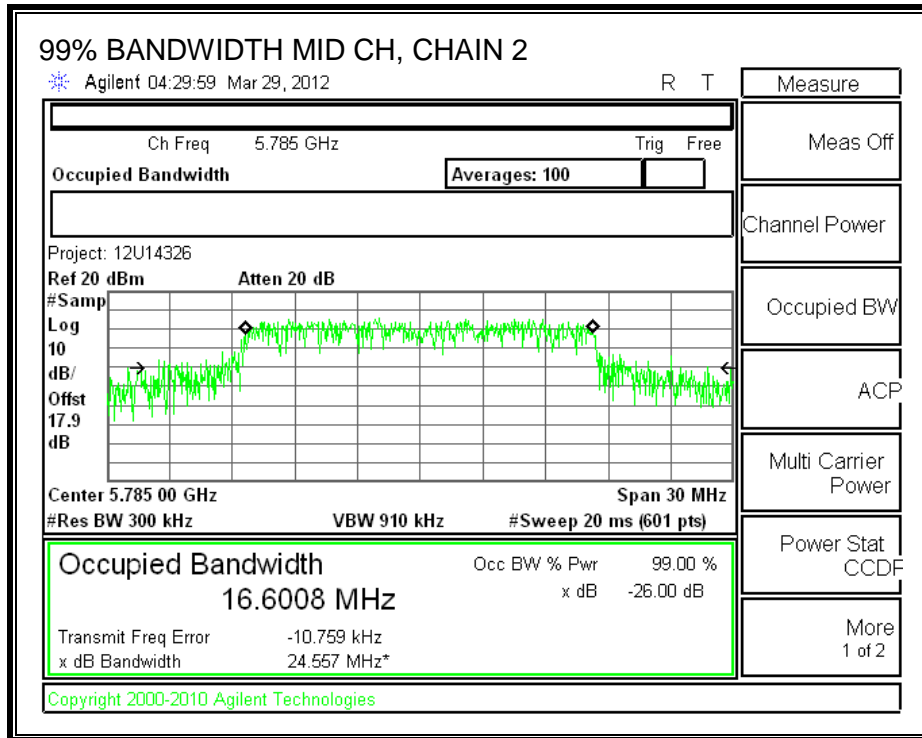 99% BANDWIDTH MID CH, CHAIN 2
Agilent 04:29:59 Mar 29, 2012 R T
Measure
Ch Freq 5.785 GHz Trig Free
Meas Off
Occupied Bandwidth Averages: 100
Channel Power
Project: 12U14326
Ref 20 dBm Atten 20 dB
#Samp
Log
10
dB/
Offst
17.9
dB
Occupied BW
ACP
Multi Carrier
Power
Center 5.785 00 GHz Span 30 MHz
#Res BW 300 kHz VBW 910 kHz #Sweep 20 ms (601 pts)
Power Stat
CCDF
Occupied Bandwidth Occ BW % Pwr 99.00 %
16.6008 MHz x dB -26.00 dB
Transmit Freq Error -10.759 kHz
x dB Bandwidth 24.557 MHz*
More
1 of 2
Copyright 2000-2010 Agilent Technologies